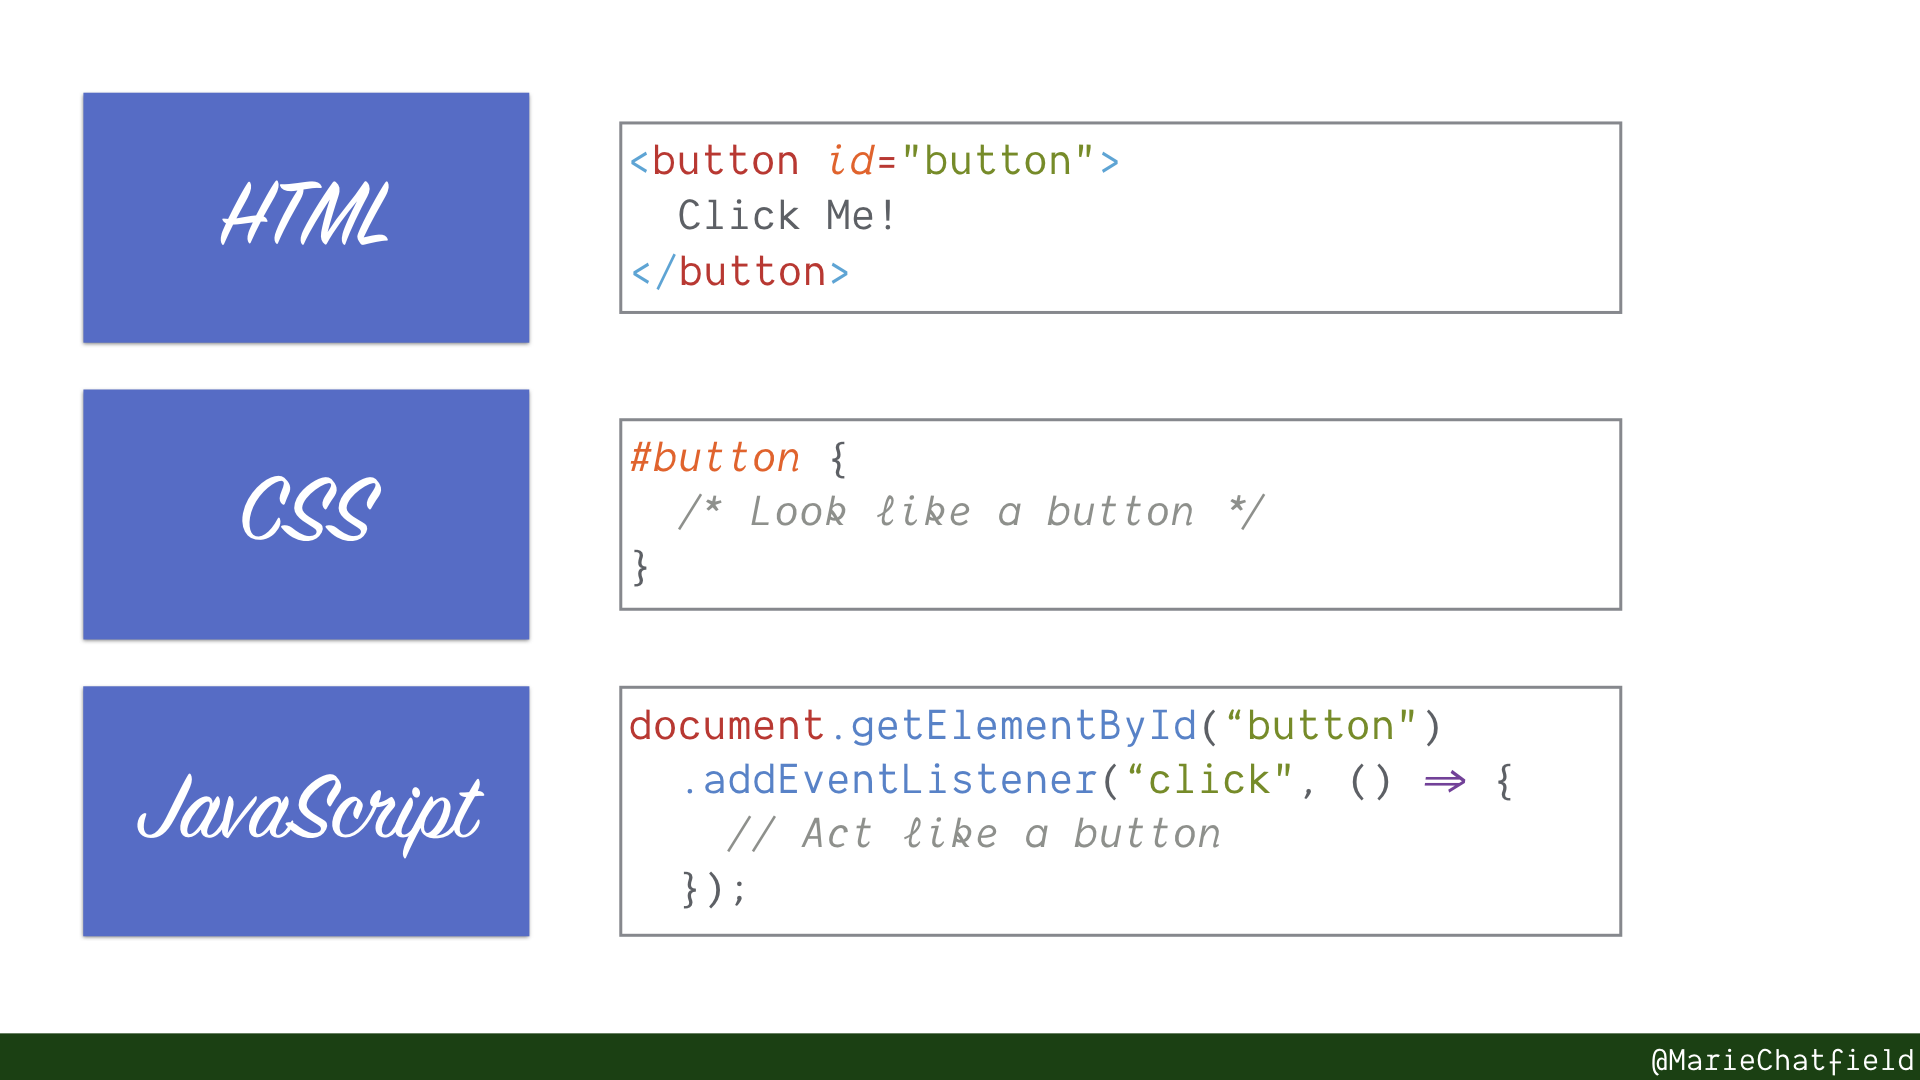 HTML
<button id="button">
  Click Me!
</button>
CSS
#button {
  /* Look like a button */
}
JavaScript
document.getElementById(“button")
  .addEventListener(“click", () => {
    // Act like a button
  });
@MarieChatfield